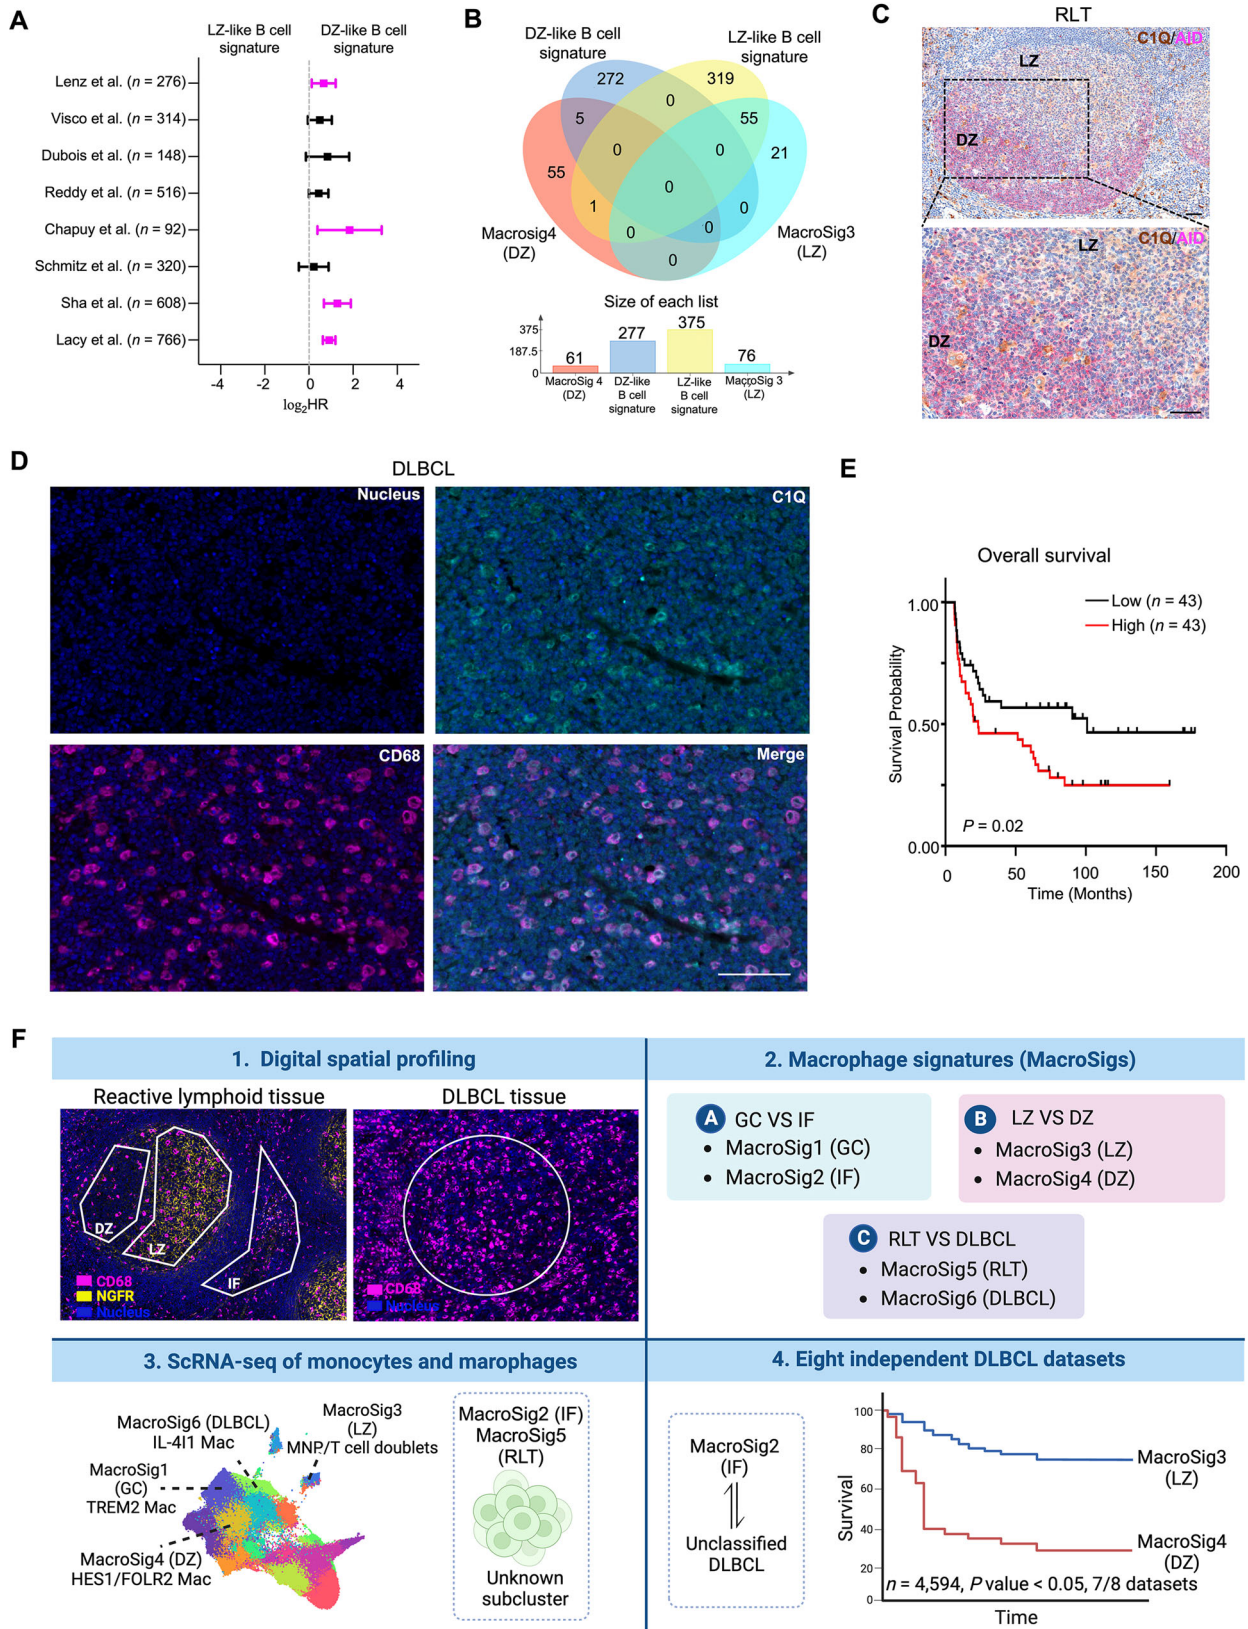 A
LZ-like B cell
signature
DZ-like B cell
signature
Lenz et al. (n = 276)
Visco et al. (n = 314)
Dubois et al. (n = 148)
Reddy et al. (n = 516)
Chapuy et al. (n = 92)
Schmitz et al. (n = 320)
Sha et al. (n = 608)
Lacy et al. (n = 766)
-4 -2 0 2 4
log2HR
B
DZ-like B cell
signature
LZ-like B cell
signature
272
319
0
5
55
0
0
55
21
0
1
0
0
0
0
Macrosig4
(DZ)
MacroSig3
(LZ)
Size of each list
375
187.5
0
61
277
375
76
MacroSig 4
(DZ)
DZ-like
B cell
signature
LZ-like
B cell
signature
MacroSig 3
(LZ)
C
RLT
C1Q/AID
LZ
DZ
C1Q/AID
LZ
DZ
D
DLBCL
Nucleus
C1Q
CD68
Merge
E
Overall survival
Low (n = 43)
High (n = 43)
1.00
0.50
0.00
Survival Probability
P = 0.02
0 50 100 150 200
Time (Months)
F
1. Digital spatial profiling
Reactive lymphoid tissue
DLBCL tissue
DZ
LZ
IF
CD68
NGFR
Nucleus
CD68
Nucleus
2. Macrophage signatures (MacroSigs)
A GC VS IF
• MacroSig1 (GC)
• MacroSig2 (IF)
B LZ VS DZ
• MacroSig3 (LZ)
• MacroSig4 (DZ)
C RLT VS DLBCL
• MacroSig5 (RLT)
• MacroSig6 (DLBCL)
3. ScRNA-seq of monocytes and marophages
MacroSig6 (DLBCL)
IL-4I1 Mac
MacroSig3
(LZ)
MNP/T cell doublets
MacroSig1
(GC)
TREM2 Mac
MacroSig4 (DZ)
HES1/FOLR2 Mac
MacroSig2 (IF)
MacroSig5
(RLT)
Unknown
subcluster
4. Eight independent DLBCL datasets
MacroSig2
(IF)
Unclassified
DLBCL
100
80
60
40
20
0
Survival
MacroSig3
(LZ)
MacroSig4
(DZ)
n = 4,594, P value < 0.05, 7/8 datasets
Time